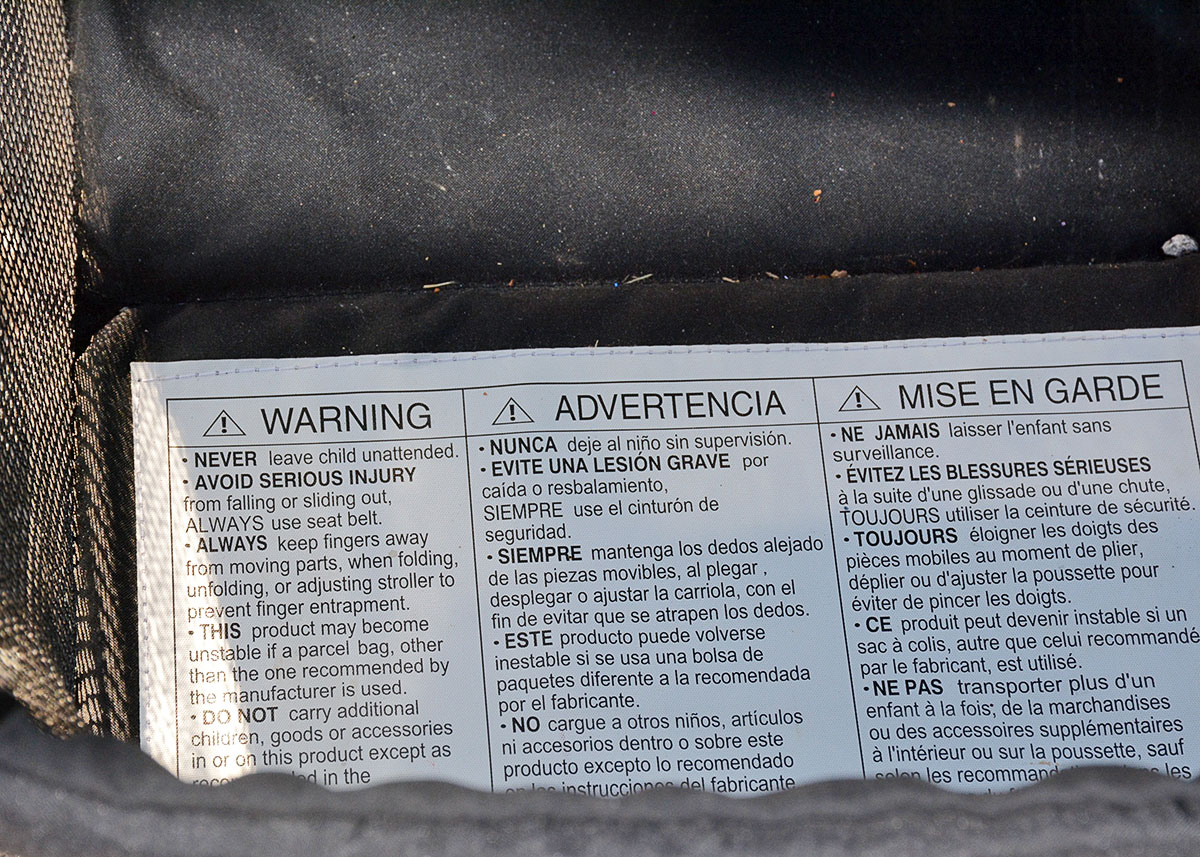 WARNING
• NEVER leave child unattended.
• AVOID SERIOUS INJURY
from falling or sliding out,
ALWAYS use seat belt.
• ALWAYS keep fingers away
from moving parts, when folding,
unfolding, or adjusting stroller to
prevent finger entrapment.
• THIS product may become
unstable if a parcel bag, other
than the one recommended by
the manufacturer is used.
• DO NOT carry additional
children, goods or accessories
in or on this product except as
in the
ADVERTENCIA
• NUNCA deje al niño sin supervisión.
• EVITE UNA LESIÓN GRAVE por
caída o resbalamiento,
SIEMPRE use el cinturón de
seguridad.
• SIEMPRE mantenga los dedos alejado
de las piezas movibles, al plegar ,
desplegar o ajustar la carriola, con el
fin de evitar que se atrapen los dedos.
• ESTE producto puede volverse
inestable si se usa una bolsa de
paquetes diferente a la recomendada
por el fabricante.
• NO cargue a otros niños, artículos
ni accesorios dentro o sobre este
producto excepto lo recomendado
en las instrucciones del fabricante
MISE EN GARDE
• NE JAMAIS laisser l'enfant sans
surveillance.
• ÉVITEZ LES BLESSURES SÉRIEUSES
à la suite d'une glissade ou d'une chute,
TOUJOURS utiliser la ceinture de sécurité.
• TOUJOURS éloigner les doigts des
pièces mobiles au moment de plier,
déplier ou d'ajuster la poussette pour
éviter de pincer les doigts.
• CE produit peut devenir instable si un
sac à colis, autre que celui recommandé
par le fabricant, est utilisé.
• NE PAS transporter plus d'un
enfant à la fois, de la marchandises
ou des accessoires supplémentaires
à l'intérieur ou sur la poussette, sauf
selon les les